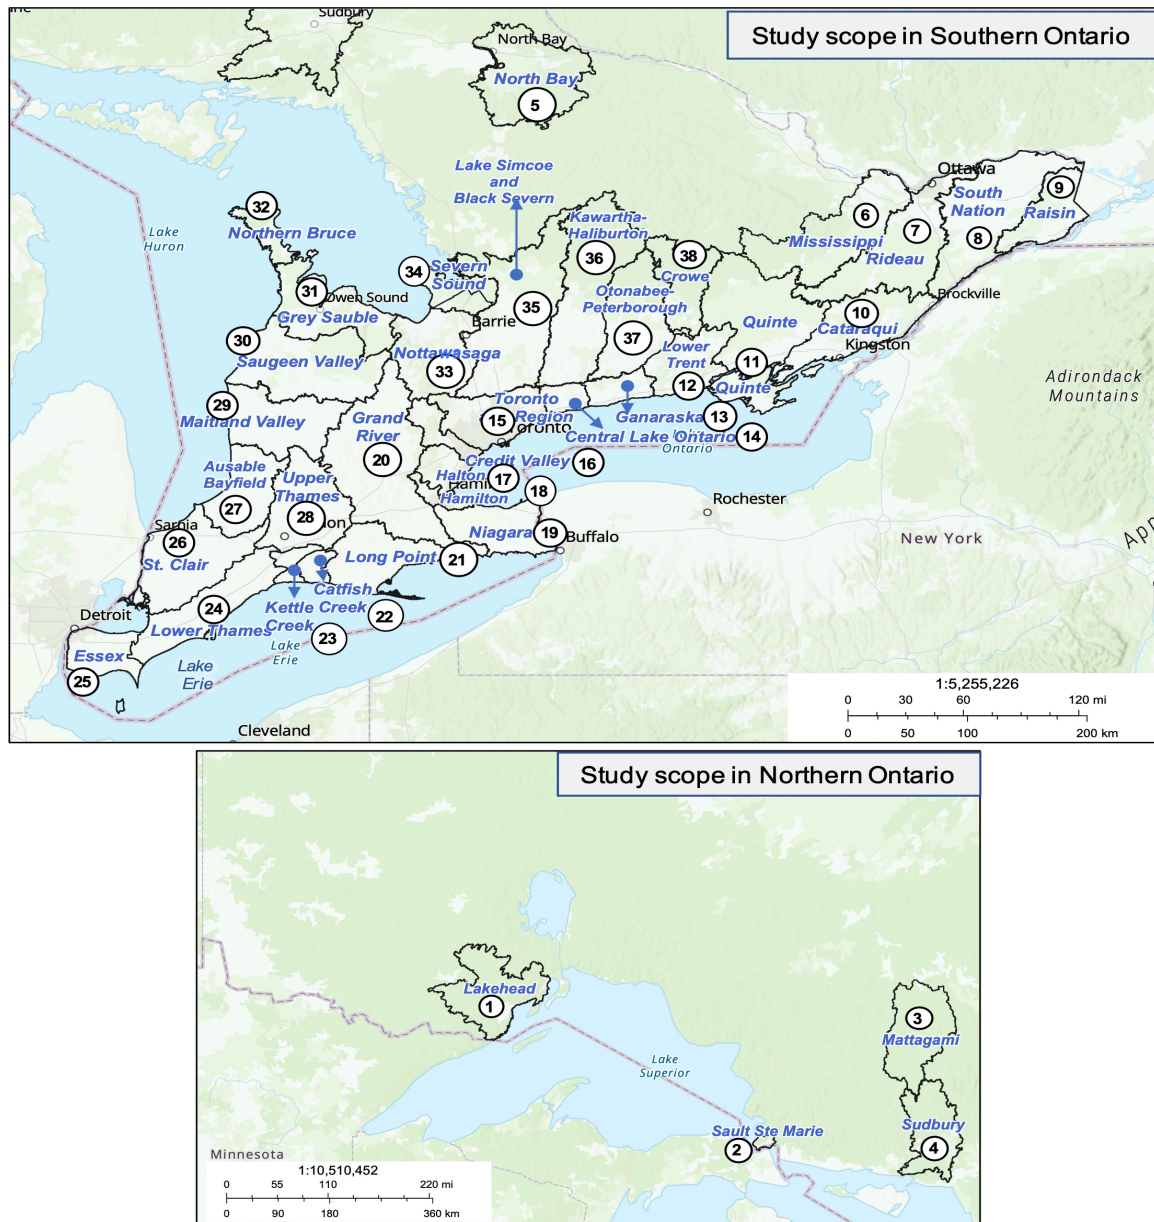 Sudbury
Study scope in Southern Ontario
North Bay
North Bay
5
Lake Simcoe
and
Black Severn
Ottawa
9
South
Nation
Raisin
32
Northern Bruce
Lake
Huron
Kawartha-
Haliburton
6
7
8
Mississippi
Rideau
36
38
34
Severn
Sound
Crowe
31
Owen Sound
Grey Sauble
35
Otonabee-
Peterborough
Brockville
Barrie
Quinte
10
Cataraqui
Kingston
30
Saugeen Valley
37
Nottawasaga
33
Lower
Trent
11
12
Quinte
Adirondack
Mountains
29
Maitland Valley
Toronto
Region
15
Toronto
Ganaraska
13
Grand
River
20
Central Lake Ontario
14
Ontario
Credit Valley
16
Ausable
Bayfield
27
Upper
Thames
28
Halton
17
Hamilton
18
Rochester
Sarnia
26
St. Clair
Niagara
19
Buffalo
New York
Long Point
21
Catfish
Creek
Kettle
Creek
24
Lower Thames
22
23
Detroit
Essex
25
Lake
Erie
Lake
Erie
Cleveland
1:5,255,226
0 30 60 120 mi
0 50 100 200 km
Study scope in Northern Ontario
Lakehead
1
3
Mattagami
Lake
Superior
Sault Ste Marie
2
Sudbury
4
Minnesota
1:10,510,452
0 55 110 220 mi
0 90 180 360 km